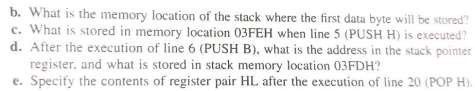 b. What is the memory location of the stack where the first data byte will be stored?
c. What is stored in memory location 03FEH when line 5 (PUSH H) is executed?
d. After the execution of line 6 (PUSH B), what is the address in the stack pointer
register, and what is stored in stack memory location 03FDH?
e. Specify the contents of register pair HL after the execution of line 20 (POP H).